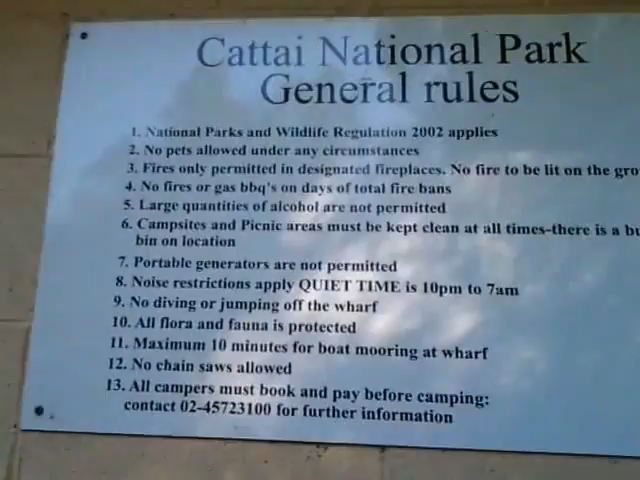 Cattai National Park
General rules
1. National Parks and Wildlife Regulation 2002 applies
2. No pets allowed under any circumstances
3. Fires only permitted in designated fireplaces. No fire to be lit on the gro
4. No fires or gas bbq's on days of total fire bans
5. Large quantities of alcohol are not permitted
6. Campsites and Picnic areas must be kept clean at all times-there is a bu
bin on location
7. Portable generators are not permitted
8. Noise restrictions apply QUIET TIME is 10pm to 7am
9. No diving or jumping off the wharf
10. All flora and fauna is protected
11. Maximum 10 minutes for boat mooring at wharf
12. No chain saws allowed
13. All campers must book and pay before camping:
contact 02-45723100 for further information